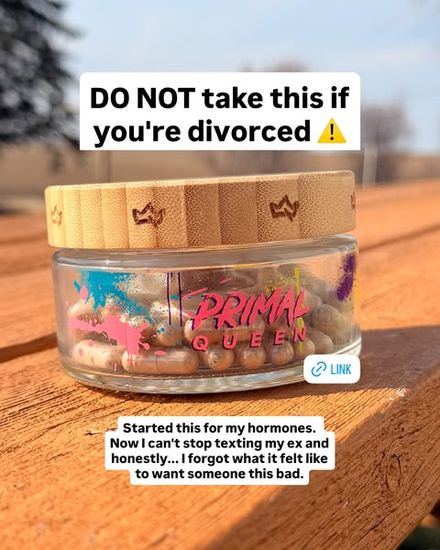 DO NOT take this if
you're divorced ⚠️
PRIMAL
QUEEN
LINK
Started this for my hormones.
Now I can't stop texting my ex and
honestly... I forgot what it felt like
to want someone this bad.